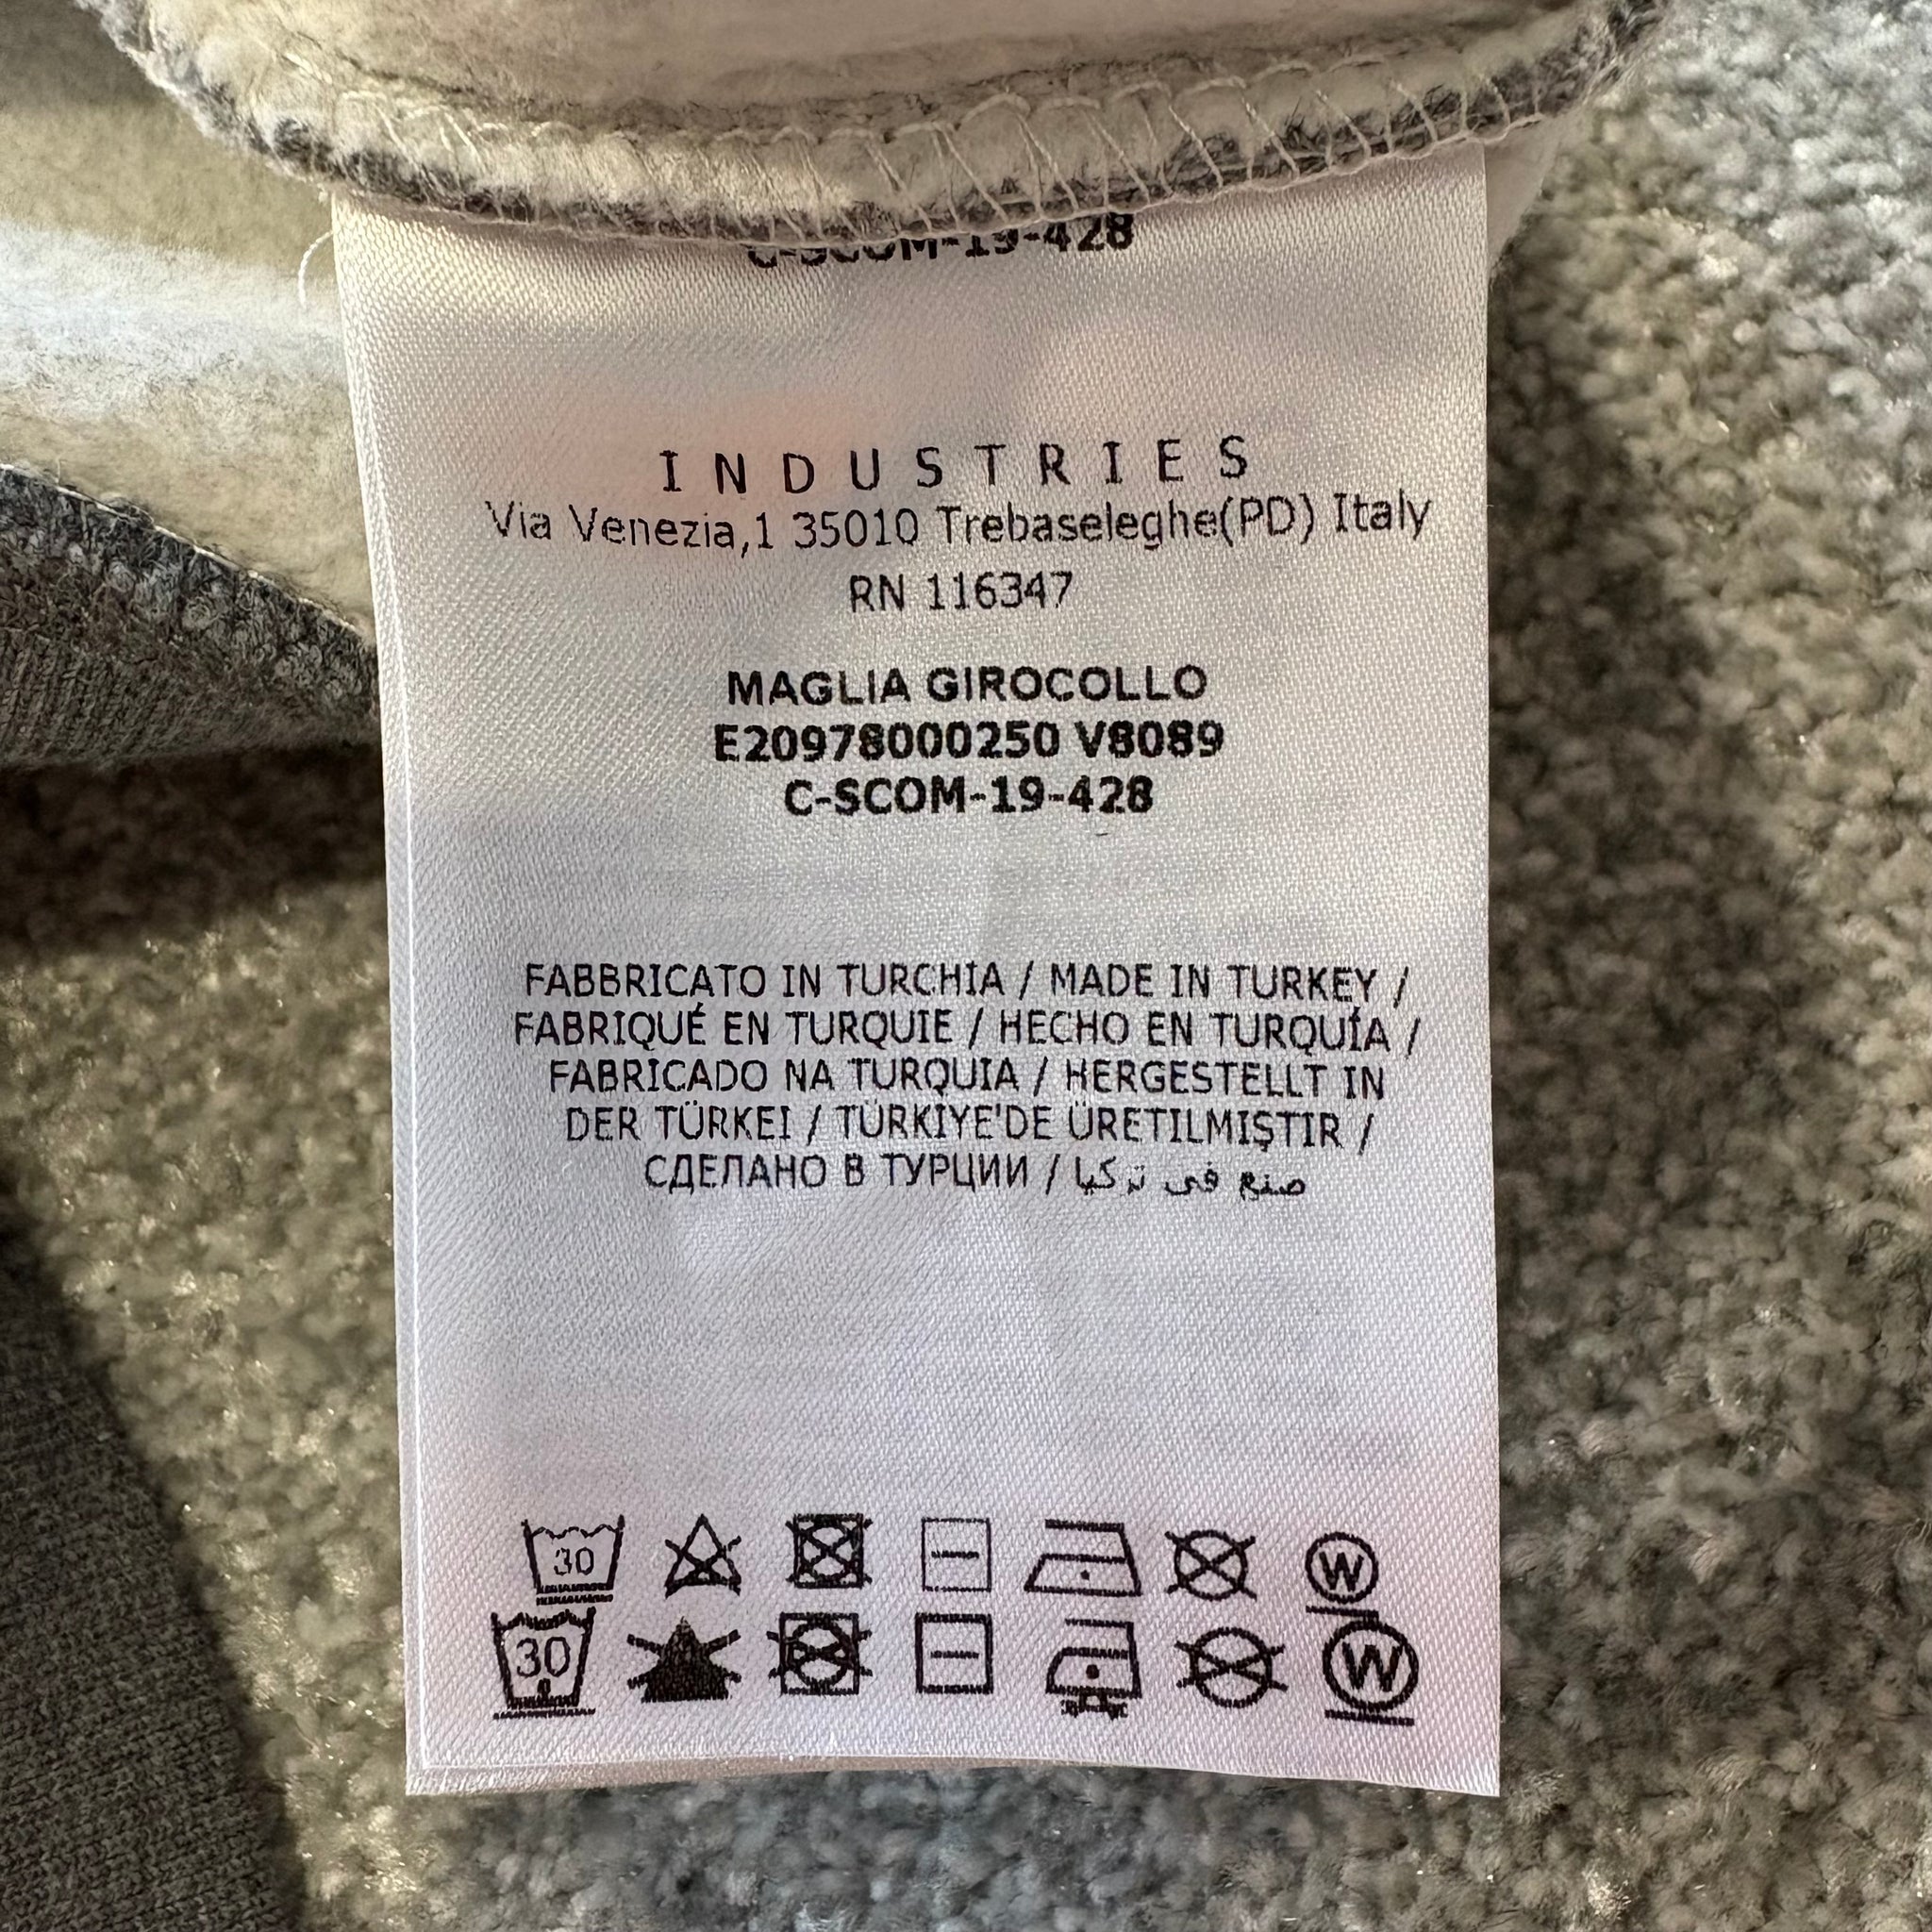 C-SCOM-19-428
INDUSTRIES
Via Venezia,1 35010 Trebaseleghe(PD) Italy
RN 116347
MAGLIA GIROCOLLO
E20978000250 V8089
C-SCOM-19-428
FABBRICATO IN TURCHIA / MADE IN TURKEY /
FABRIQUÉ EN TURQUIE / HECHO EN TURQUÍA /
FABRICADO NA TURQUIA / HERGESTELLT IN
DER TÜRKEI / TÜRKİYE'DE ÜRETILMIŞTIR /
СДЕЛАНО В ТУРЦИИ / صنع في تركيا
30 W
30 W